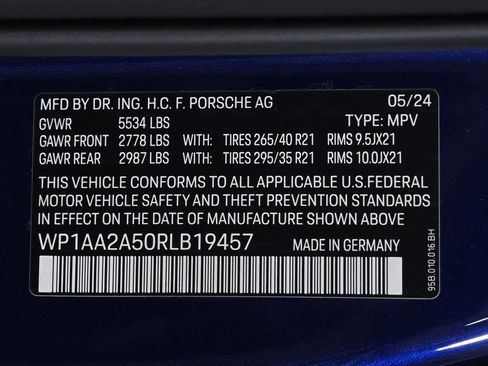 MFD BY DR. ING. H.C. F. PORSCHE AG 05/24
GVWR 5534 LBS TYPE: MPV
GAWR FRONT 2778 LBS WITH: TIRES 265/40 R21 RIMS 9.5JX21
GAWR REAR 2987 LBS WITH: TIRES 295/35 R21 RIMS 10.0JX21
THIS VEHICLE CONFORMS TO ALL APPLICABLE U.S.FEDERAL
MOTOR VEHICLE SAFETY AND THEFT PREVENTION STANDARDS
IN EFFECT ON THE DATE OF MANUFACTURE SHOWN ABOVE
WP1AA2A50RLB19457 MADE IN GERMANY
95B.010.016.BH